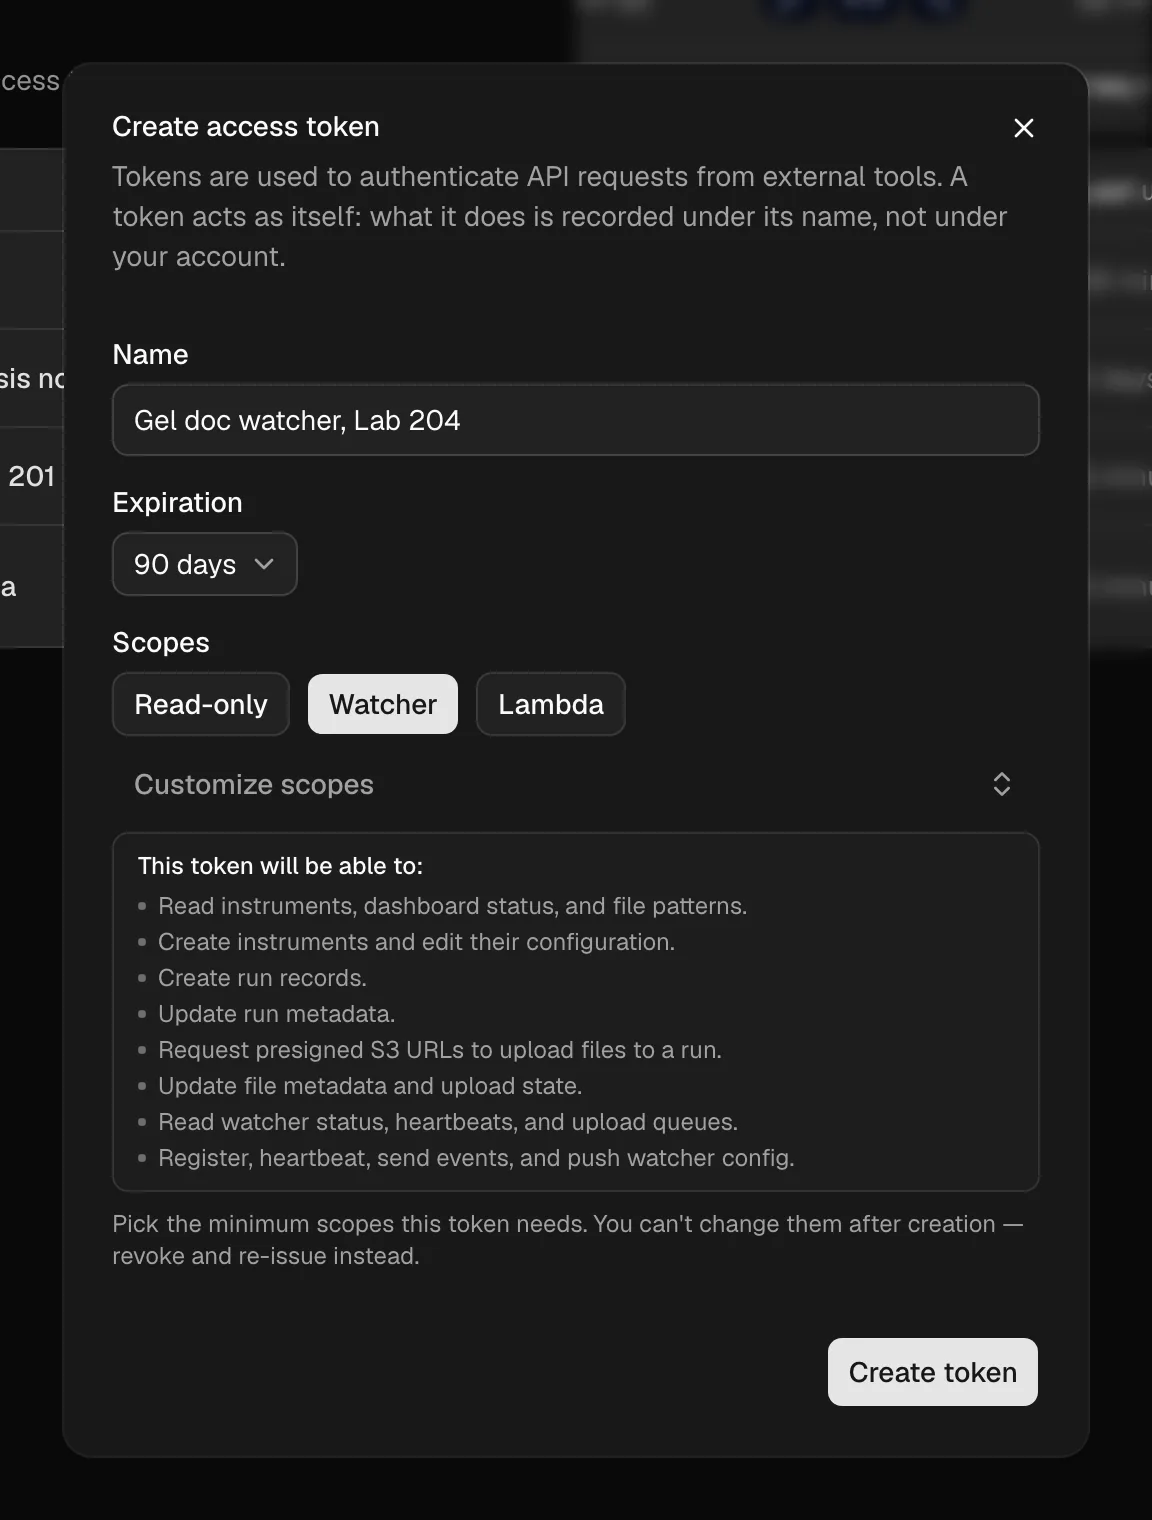 cess
Create access token
Tokens are used to authenticate API requests from external tools. A
token acts as itself: what it does is recorded under its name, not under
your account.
Name
sis no
Gel doc watcher, Lab 204
201
Expiration
90 days
a
Scopes
Read-only Watcher Lambda
Customize scopes
This token will be able to:
• Read instruments, dashboard status, and file patterns.
• Create instruments and edit their configuration.
• Create run records.
• Update run metadata.
• Request presigned S3 URLs to upload files to a run.
• Update file metadata and upload state.
• Read watcher status, heartbeats, and upload queues.
• Register, heartbeat, send events, and push watcher config.
Pick the minimum scopes this token needs. You can't change them after creation —
revoke and re-issue instead.
Create token